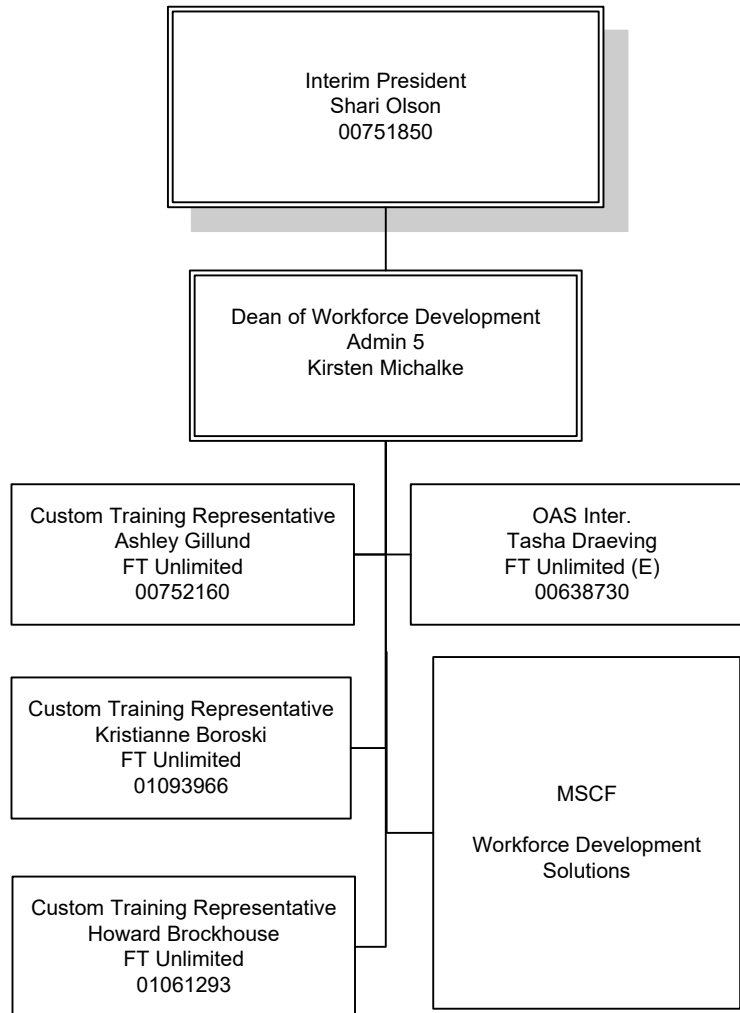 Interim President
Shari Olson
00751850
Dean of Workforce Development
Admin 5
Kirsten Michalke
Custom Training Representative
Ashley Gillund
FT Unlimited
00752160
OAS Inter.
Tasha Draeving
FT Unlimited (E)
00638730
Custom Training Representative
Kristianne Boroski
FT Unlimited
01093966
MSCF
Workforce Development
Solutions
Custom Training Representative
Howard Brockhouse
FT Unlimited
01061293